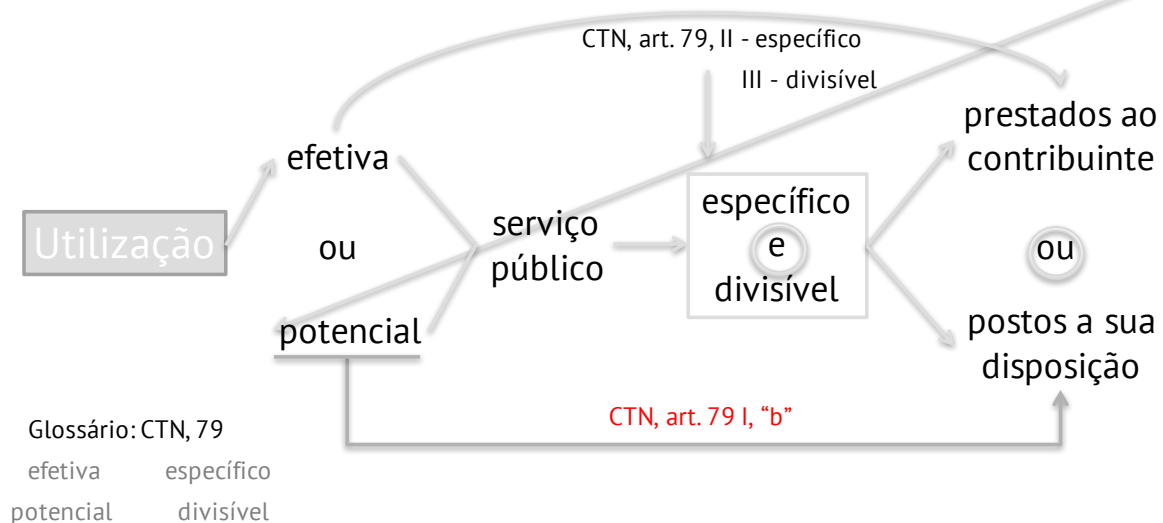 CTN, art. 79, II - específico
III - divisível
prestados ao
contribuinte
efetiva
específico
e
divisível
Utilização
ou
serviço
público
ou
potencial
postos a sua
disposição
CTN, art. 79 I, “b”
Glossário: CTN, 79
efetiva específico
potencial divisível